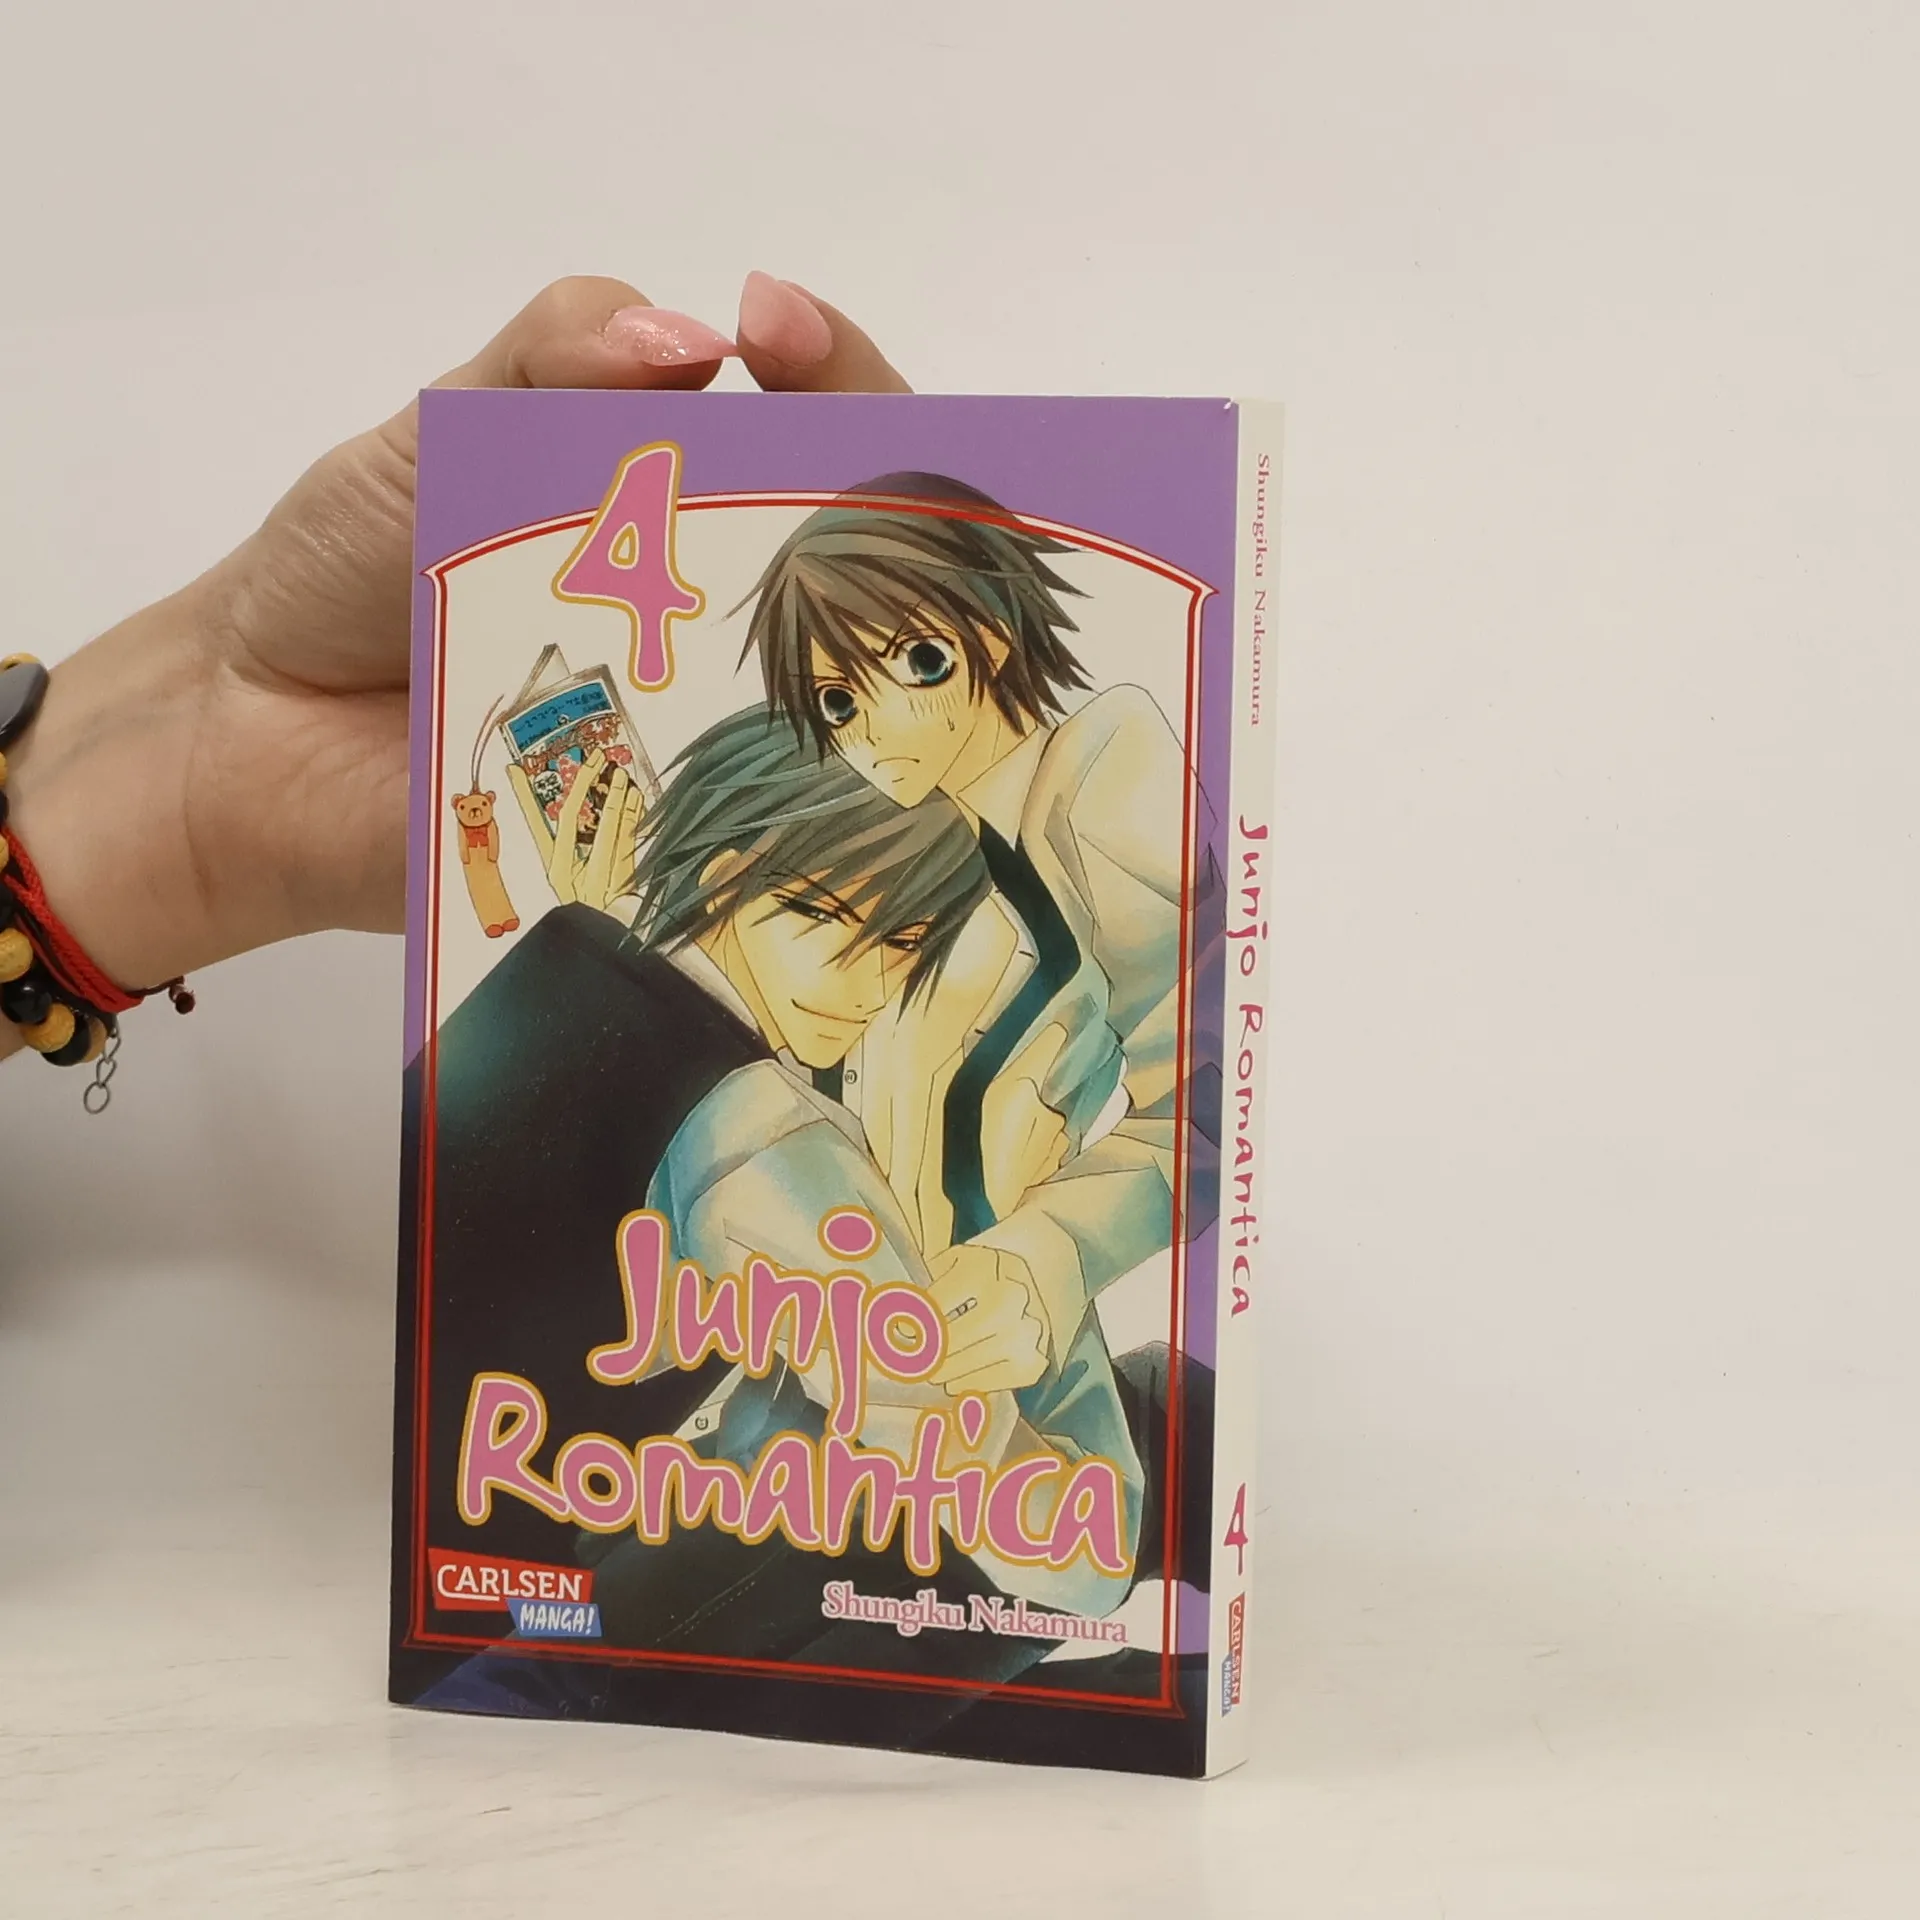 4
Junjo
Romantica
CARLSEN
MANGA!
Shungiku Nakamura
Shungiku Nakamura
Junjo Romantica
4
CARLSEN
MANGA!